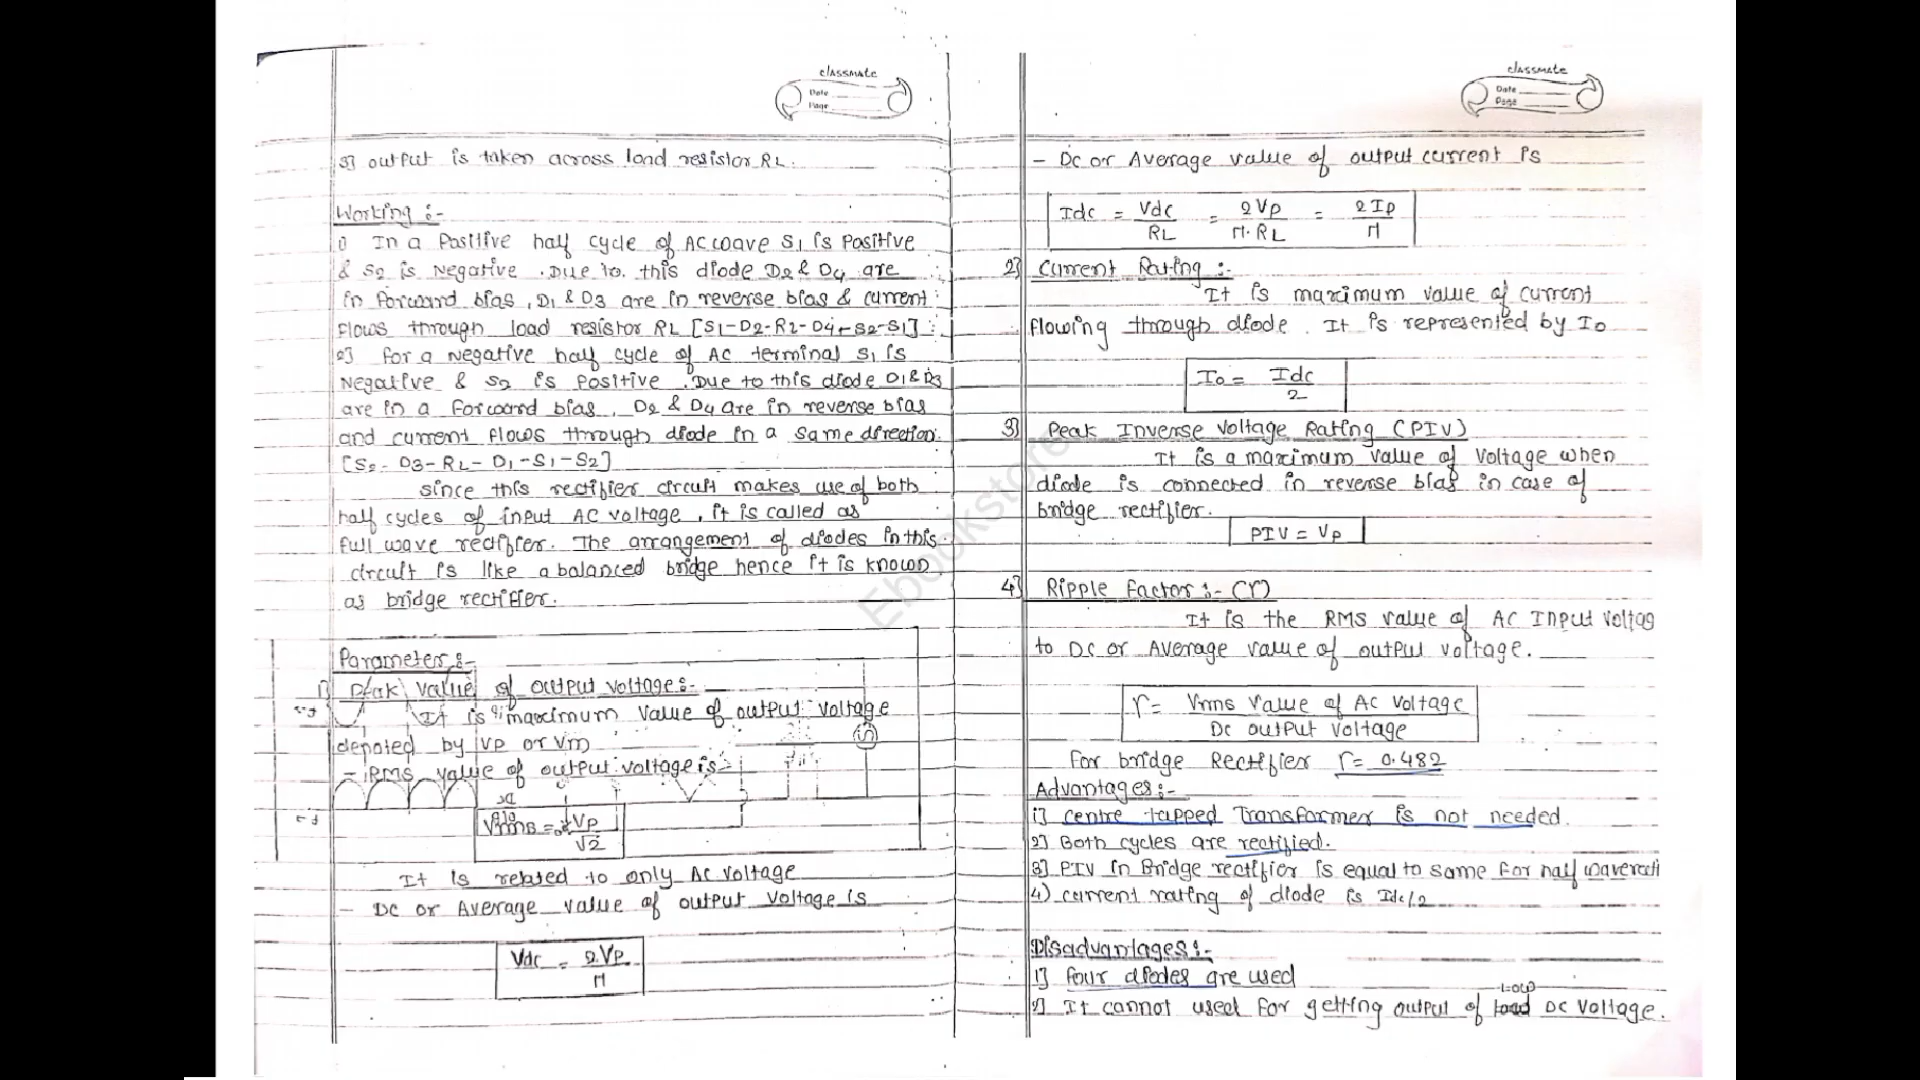 classmate
Date
Page
3] output is taken across load resistor RL.
Working :-
1) In a Positive half cycle of AC wave S1 is Positive
& S2 is Negative. Due to this diode D2 & D4 are
in forward bias, D1 & D3 are in reverse bias & current
flows through load resistor RL [S1-D2-RL-D4-S2-S1]
2] for a Negative half cycle of AC terminal S1 is
Negative & S2 is Positive. Due to this diode D1 & D3
are in a forward bias, D2 & D4 are in reverse bias
and current flows through diode in a same direction.
[S2-D3-RL-D1-S1-S2]
since this rectifier circuit makes use of both
half cycles of input AC voltage, it is called as
full wave rectifier. The arrangement of diodes in this
circuit is like a balanced bridge hence it is known
as bridge rectifier.
Parameter :-
1] Peak value of output voltage:-
It is maximum value of output voltage
denoted by Vp or Vm
- RMS value of output voltage is
Vrms = Vp/√2
It is related to only AC voltage
- DC or Average value of output voltage is
Vdc = 2Vp/Π
classmate
Date
Page
- DC or Average value of output current is
Idc = Vdc/RL = 2Vp/Π.RL = 2Ip/Π
2] Current Rating :-
It is maximum value of current
flowing through diode. It is represented by Io
Io = Idc/2
3] Peak Inverse Voltage Rating (PIV)
It is a maximum value of voltage when
diode is connected in reverse bias in case of
bridge rectifier.
PIV = Vp
4] Ripple factor :- (r)
It is the RMS value of AC Input voltag
to DC or Average value of output voltage.
r = Vrms value of AC voltage
DC output voltage
For bridge Rectifier r = 0.482
Advantages :-
1] centre tapped Transformer is not needed.
2] Both cycles are rectified.
3] PIV in Bridge rectifier is equal to same for half wave recti
4) current rating of diode is Idc/2
Disadvantages :-
1] four diodes are used
2] It cannot used for getting output of low DC voltage.
Ebookstore